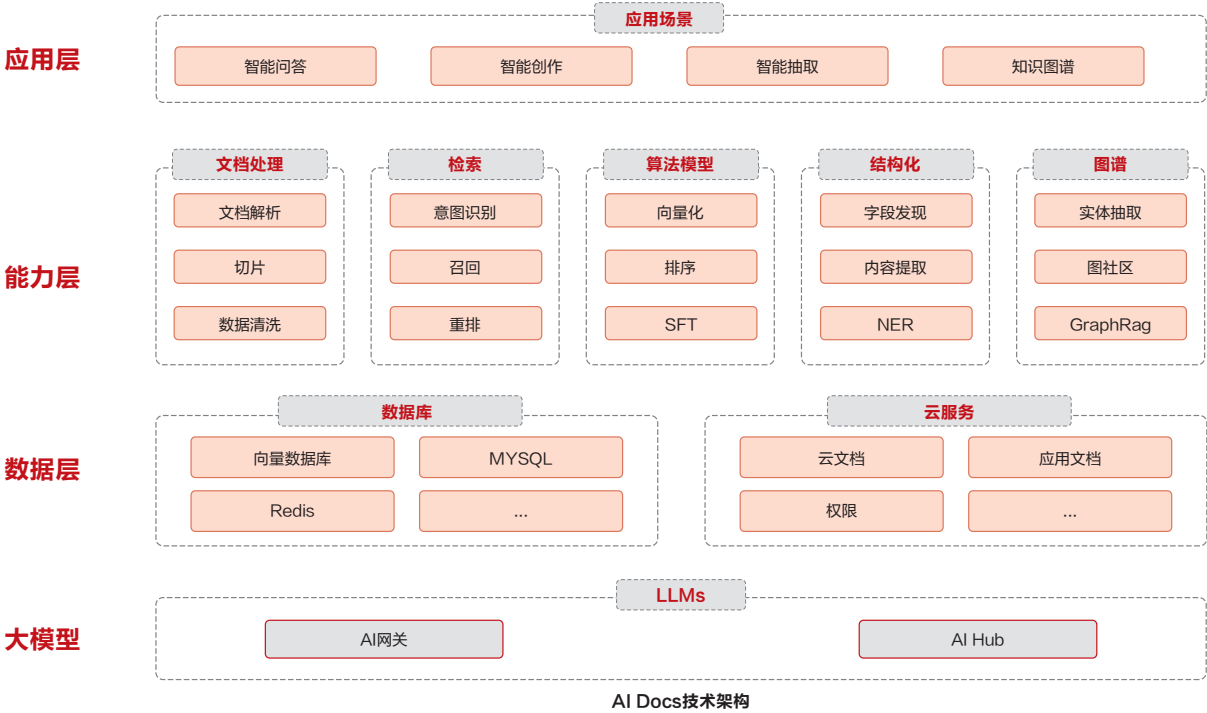 应用场景
应用层
智能问答 智能创作 智能抽取 知识图谱
文档处理 检索 算法模型 结构化 图谱
文档解析 意图识别 向量化 字段发现 实体抽取
能力层
切片 召回 排序 内容提取 图社区
数据清洗 重排 SFT NER GraphRag
数据库 云服务
向量数据库 MYSQL 云文档 应用文档
数据层
Redis ... 权限 ...
LLMs
大模型
AI网关 AI Hub
AI Docs技术架构